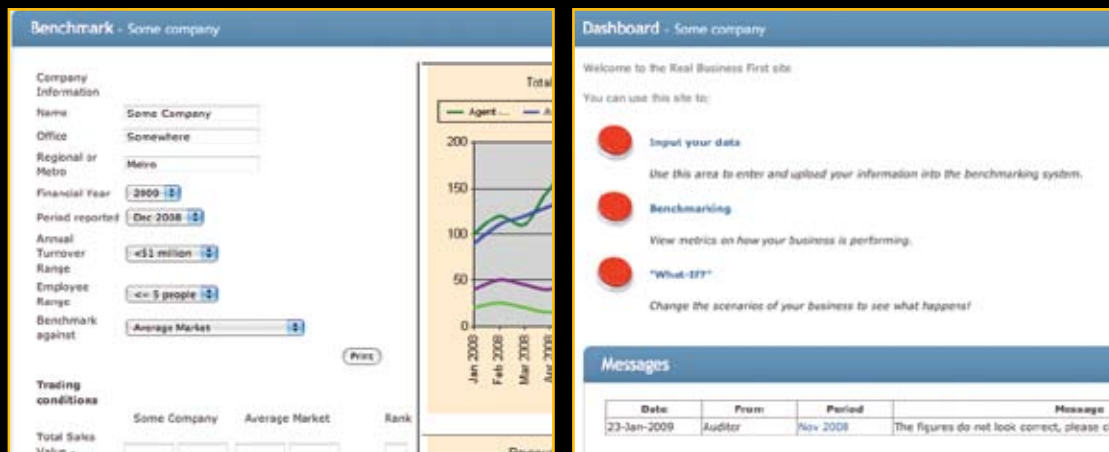 Benchmark - Some company
Company
Information
Name Some Company
Office Somewhere
Regional or
Metro Metro
Financial Year 2009
Period reported Dec 2008
Annual
Turnover
Range <$1 million
Employee
Range <= 5 people
Benchmark
against Average Market
Print
Trading
conditions
Some Company Average Market Rank
Total Sales
Value -
Total
Agent ... A
200
150
100
50
0
Jan 2008
Feb 2008
Mar 2008
Dashboard - Some company
Welcome to the Real Business First site
You can use this site to:
Input your data
Use this area to enter and upload your information into the benchmarking system.
Benchmarking
View metrics on how your business is performing.
"What-If?"
Change the scenarios of your business to see what happens!
Messages
Date From Period Message
23-Jan-2009 Auditor Nov 2008 The figures do not look correct, please